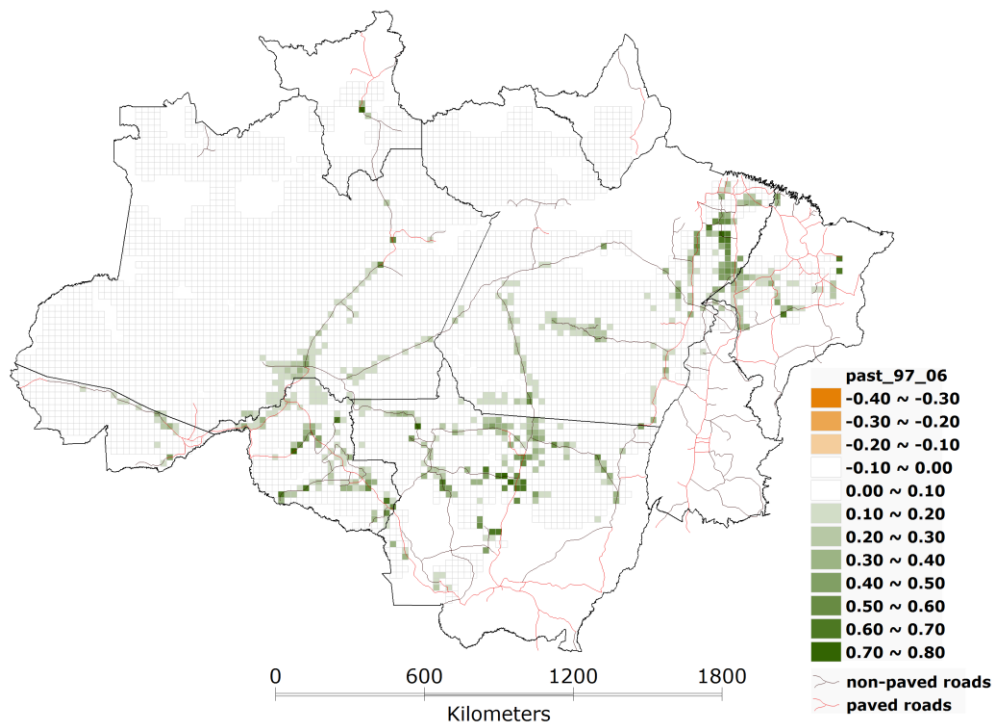 past_97_06
-0.40 ~ -0.30
-0.30 ~ -0.20
-0.20 ~ -0.10
-0.10 ~ 0.00
0.00 ~ 0.10
0.10 ~ 0.20
0.20 ~ 0.30
0.30 ~ 0.40
0.40 ~ 0.50
0.50 ~ 0.60
0.60 ~ 0.70
0.70 ~ 0.80
non-paved roads
paved roads
0 600 1200 1800
Kilometers